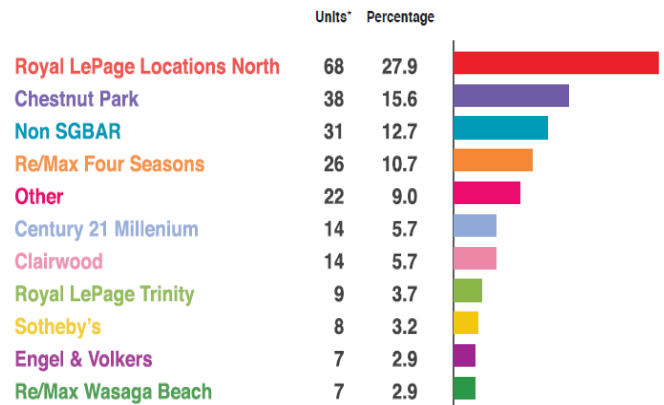 Units* Percentage
Royal LePage Locations North 68 27.9
Chestnut Park 38 15.6
Non SGBAR 31 12.7
Re/Max Four Seasons 26 10.7
Other 22 9.0
Century 21 Millenium 14 5.7
Clairwood 14 5.7
Royal LePage Trinity 9 3.7
Sotheby's 8 3.2
Engel & Volkers 7 2.9
Re/Max Wasaga Beach 7 2.9